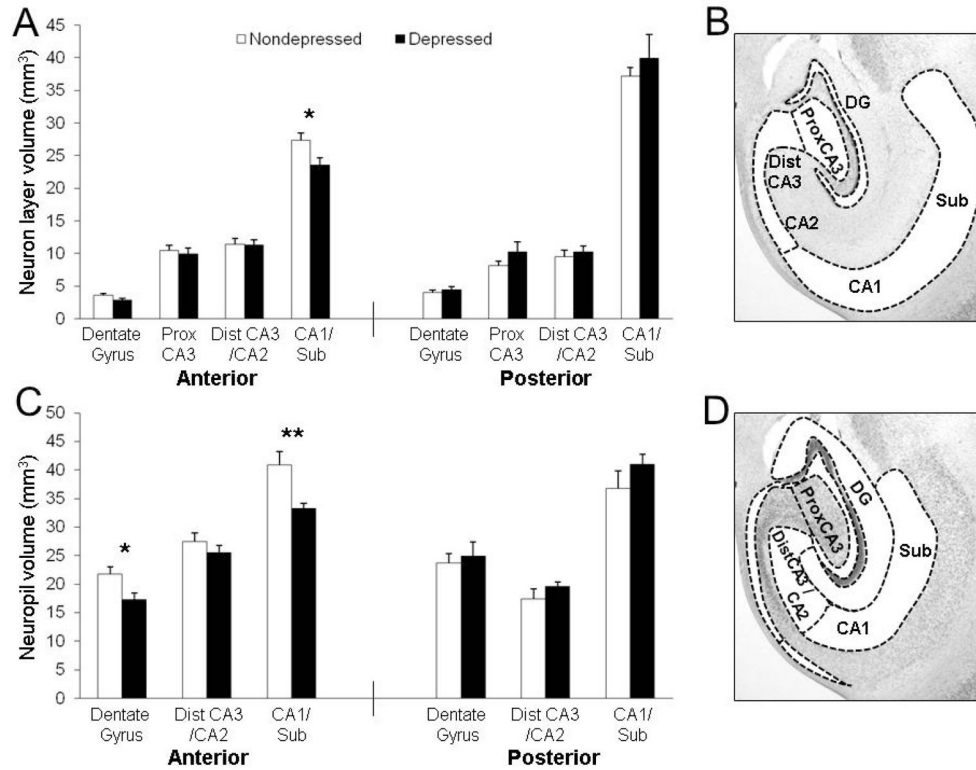 A
Neuron layer volume (mm³)
45
40
35
30
25
20
15
10
5
0
Nondepressed
Depressed
*
Dentate Gyrus
Prox CA3
Dist CA3 /CA2
CA1/ Sub
Dentate Gyrus
Prox CA3
Dist CA3 /CA2
CA1/ Sub
Anterior
Posterior
B
DG
ProxCA3
Dist
CA3
CA2
Sub
CA1
C
Neuropil volume (mm³)
50
45
40
35
30
25
20
15
10
5
0
*
**
Dentate Gyrus
Dist CA3 /CA2
CA1/ Sub
Dentate Gyrus
Dist CA3 /CA2
CA1/ Sub
Anterior
Posterior
D
DG
ProxCA3
DistCA3 /
CA2
Sub
CA1